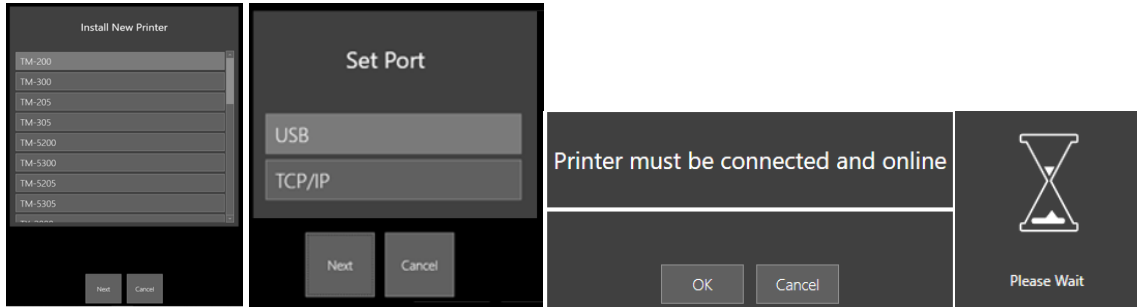 Install New Printer
TM-200
TM-300
TM-205
TM-305
TM-5200
TM-5300
TM-5205
TM-5305
Next
Cancel
Set Port
USB
TCP/IP
Next
Cancel
Printer must be connected and online
OK
Cancel
Please Wait